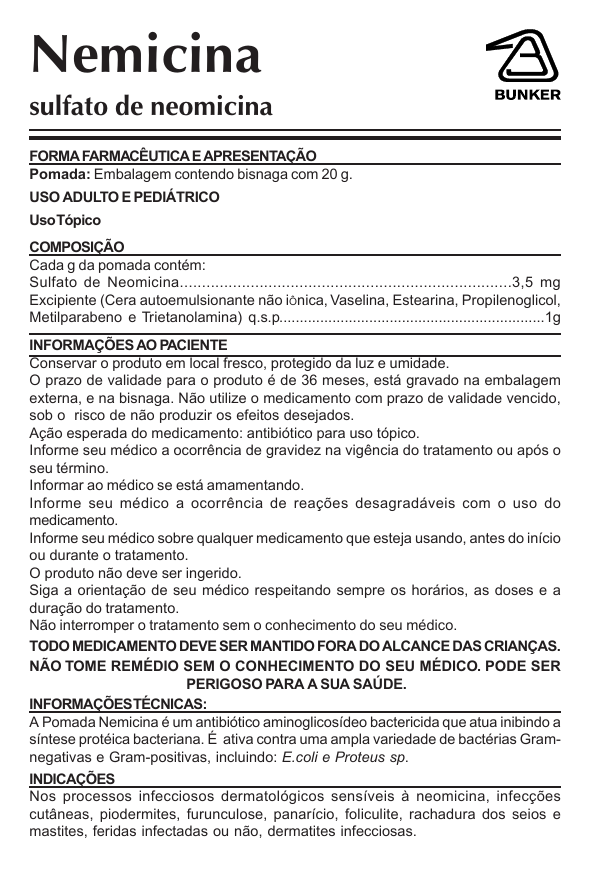 Nemicina
sulfato de neomicina
BUNKER
FORMA FARMACÊUTICA E APRESENTAÇÃO
Pomada: Embalagem contendo bisnaga com 20 g.
USO ADULTO E PEDIÁTRICO
Uso Tópico
COMPOSIÇÃO
Cada g da pomada contém:
Sulfato de Neomicina...........................................................................3,5 mg
Excipiente (Cera autoemulsionante não iônica, Vaselina, Estearina, Propilenoglicol,
Metilparabeno e Trietanolamina) q.s.p.................................................................1g
INFORMAÇÕES AO PACIENTE
Conservar o produto em local fresco, protegido da luz e umidade.
O prazo de validade para o produto é de 36 meses, está gravado na embalagem
externa, e na bisnaga. Não utilize o medicamento com prazo de validade vencido,
sob o risco de não produzir os efeitos desejados.
Ação esperada do medicamento: antibiótico para uso tópico.
Informe seu médico a ocorrência de gravidez na vigência do tratamento ou após o
seu término.
Informar ao médico se está amamentando.
Informe seu médico a ocorrência de reações desagradáveis com o uso do
medicamento.
Informe seu médico sobre qualquer medicamento que esteja usando, antes do início
ou durante o tratamento.
O produto não deve ser ingerido.
Siga a orientação de seu médico respeitando sempre os horários, as doses e a
duração do tratamento.
Não interromper o tratamento sem o conhecimento do seu médico.
TODO MEDICAMENTO DEVE SER MANTIDO FORA DO ALCANCE DAS CRIANÇAS.
NÃO TOME REMÉDIO SEM O CONHECIMENTO DO SEU MÉDICO. PODE SER
PERIGOSO PARA A SUA SAÚDE.
INFORMAÇÕES TÉCNICAS:
A Pomada Nemicina é um antibiótico aminoglicosídeo bactericida que atua inibindo a
síntese protéica bacteriana. É ativa contra uma ampla variedade de bactérias Gram-
negativas e Gram-positivas, incluindo: E.coli e Proteus sp.
INDICAÇÕES
Nos processos infecciosos dermatológicos sensíveis à neomicina, infecções
cutâneas, piodermites, furunculose, panarício, foliculite, rachadura dos seios e
mastites, feridas infectadas ou não, dermatites infecciosas.